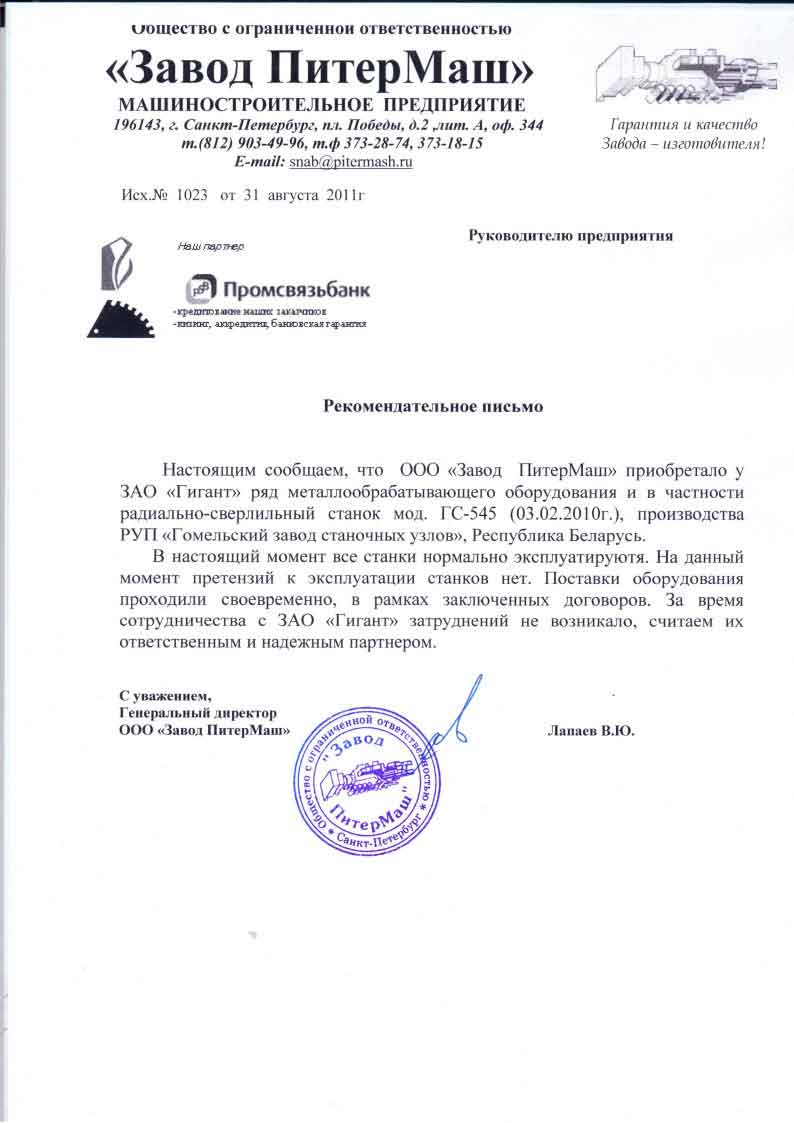 Общество с ограниченной ответственностью
«Завод ПитерМаш»
МАШИНОСТРОИТЕЛЬНОЕ ПРЕДПРИЯТИЕ
196143, г. Санкт-Петербург, пл. Победы, д.2 ,лит. А, оф. 344
т.(812) 903-49-96, т.ф 373-28-74, 373-18-15
E-mail: snab@pitermash.ru
Гарантия и качество
Завода – изготовителя!
Исх.№ 1023 от 31 августа 2011г
Руководителю предприятия
Наш партнер
Промсвязьбанк
-кредитование наших заказчиков
-лизинг, аккредитив, банковская гарантия
Рекомендательное письмо
Настоящим сообщаем, что ООО «Завод ПитерМаш» приобретало у
ЗАО «Гигант» ряд металлообрабатывающего оборудования и в частности
радиально-сверлильный станок мод. ГС-545 (03.02.2010г.), производства
РУП «Гомельский завод станочных узлов», Республика Беларусь.
В настоящий момент все станки нормально эксплуатируютя. На данный
момент претензий к эксплуатации станков нет. Поставки оборудования
проходили своевременно, в рамках заключенных договоров. За время
сотрудничества с ЗАО «Гигант» затруднений не возникало, считаем их
ответственным и надежным партнером.
С уважением,
Генеральный директор
ООО «Завод ПитерМаш»
Лапаев В.Ю.
Общество с ограниченной ответственностью
"Завод
ПитерМаш"
* Санкт-Петербург *